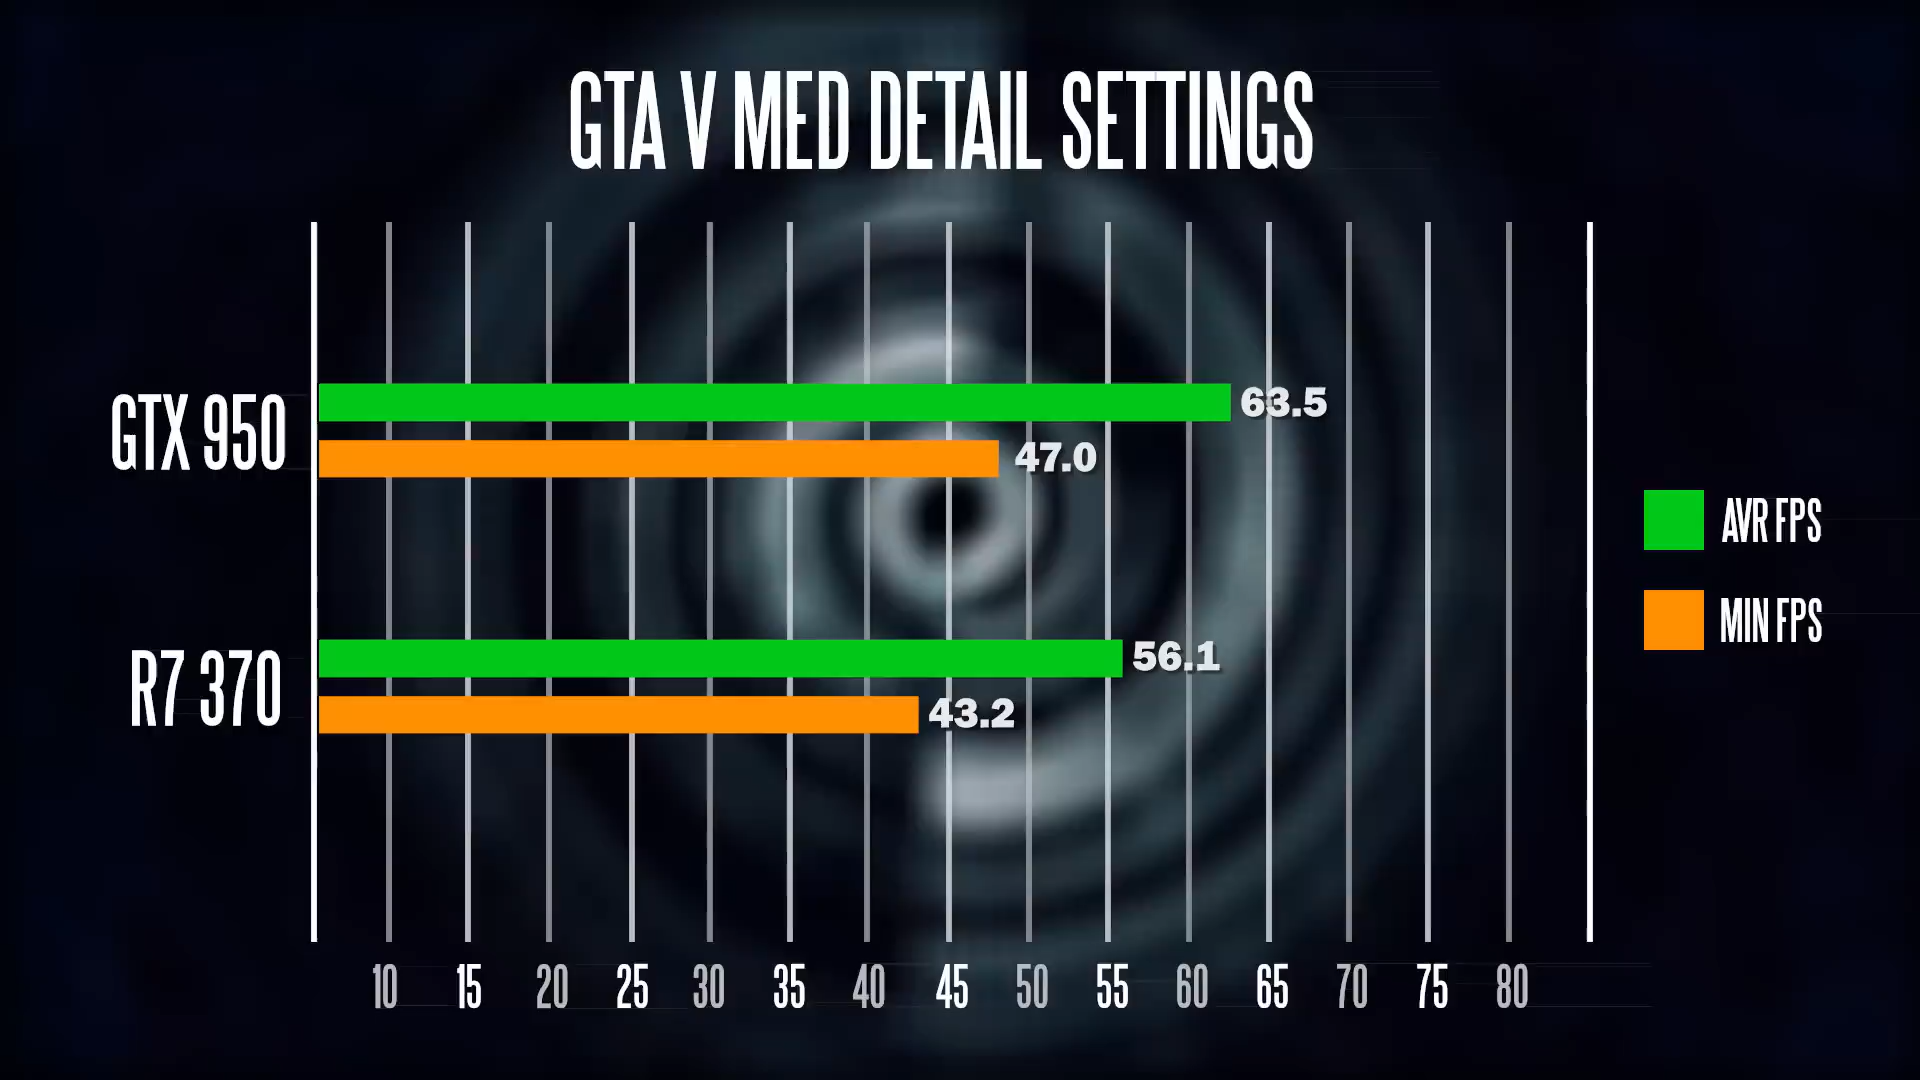 GTA V MED DETAIL SETTINGS
GTX 950
63.5
47.0
R7 370
56.1
43.2
AVR FPS
MIN FPS
10 15 20 25 30 35 40 45 50 55 60 65 70 75 80